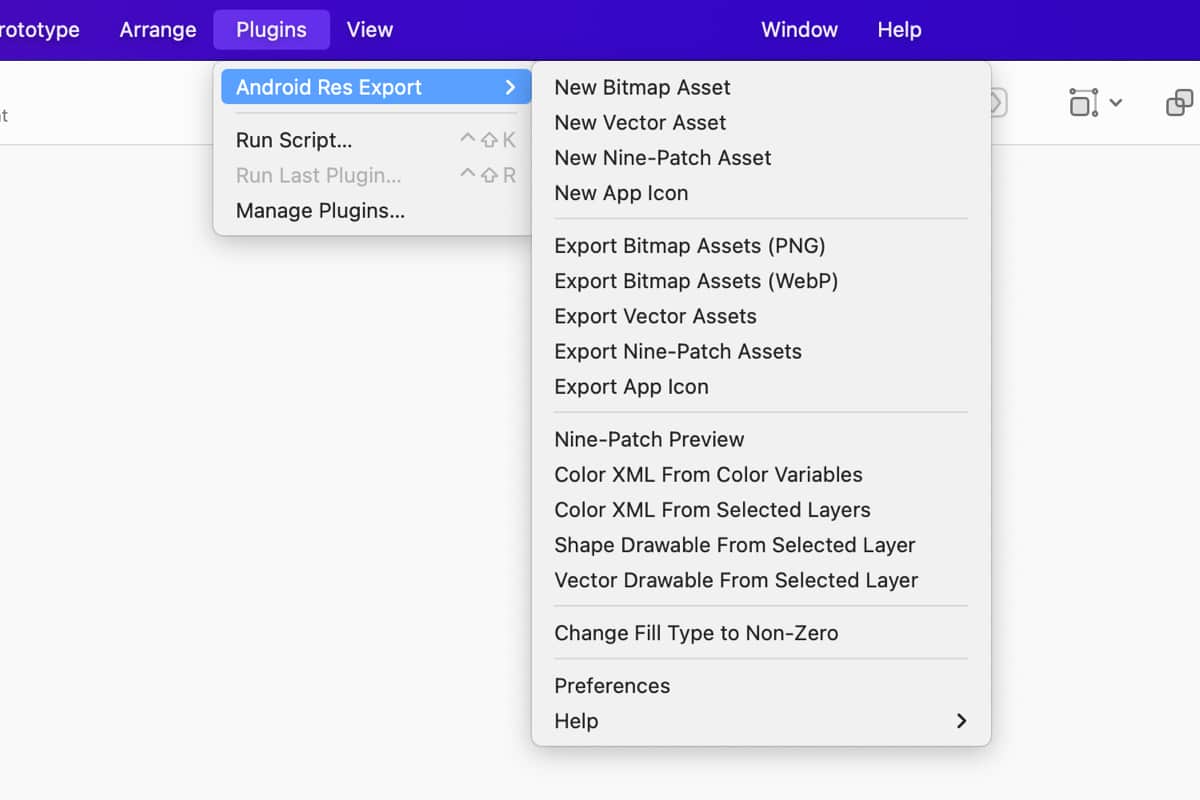 rototype Arrange Plugins View Window Help
t
Android Res Export
Run Script... ⌃⇧K
Run Last Plugin... ⌃⇧R
Manage Plugins...
New Bitmap Asset
New Vector Asset
New Nine-Patch Asset
New App Icon
Export Bitmap Assets (PNG)
Export Bitmap Assets (WebP)
Export Vector Assets
Export Nine-Patch Assets
Export App Icon
Nine-Patch Preview
Color XML From Color Variables
Color XML From Selected Layers
Shape Drawable From Selected Layer
Vector Drawable From Selected Layer
Change Fill Type to Non-Zero
Preferences
Help